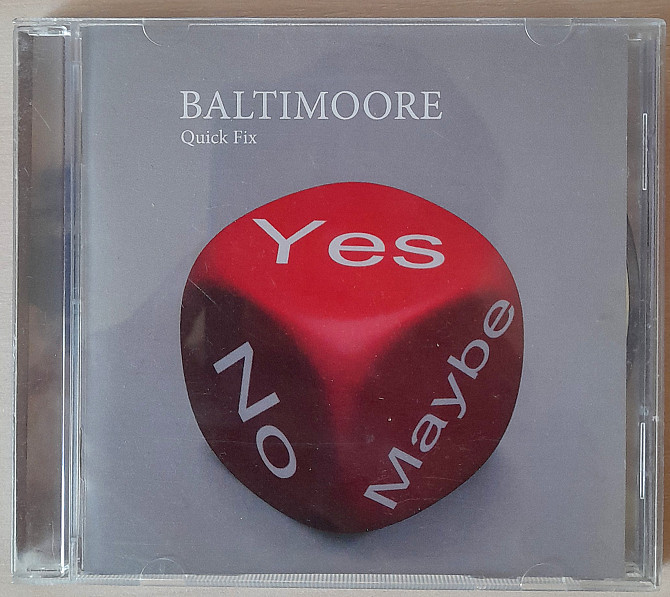 BALTIMOORE
Quick Fix
Yes
No
Maybe